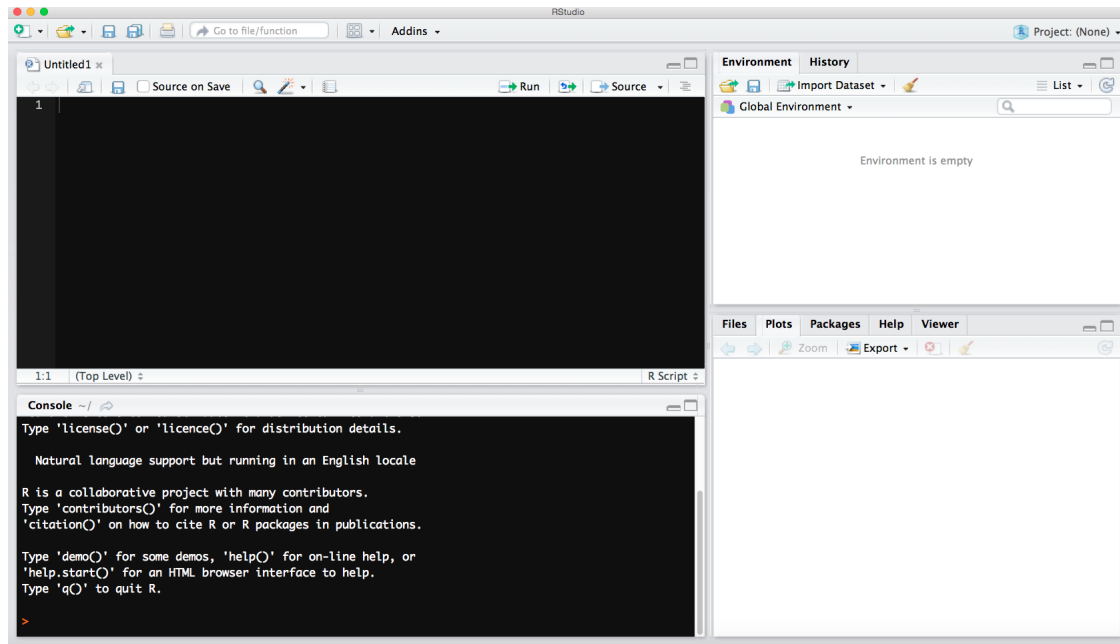 RStudio
Go to file/function
Addins
Project: (None)
Untitled1
Source on Save
Run
Source
1
1:1 (Top Level)
R Script
Console ~/
Type 'license()' or 'licence()' for distribution details.
Natural language support but running in an English locale
R is a collaborative project with many contributors.
Type 'contributors()' for more information and
'citation()' on how to cite R or R packages in publications.
Type 'demo()' for some demos, 'help()' for on-line help, or
'help.start()' for an HTML browser interface to help.
Type 'q()' to quit R.
>
Environment History
Import Dataset
List
Global Environment
Environment is empty
Files Plots Packages Help Viewer
Zoom Export